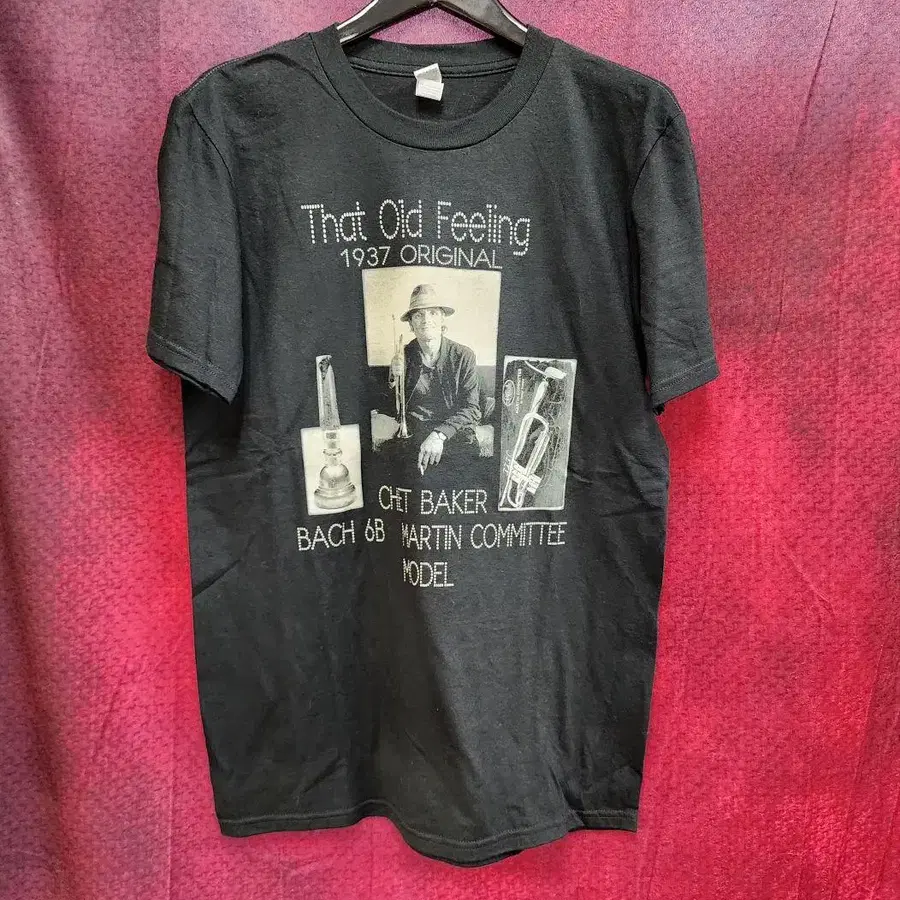 That Old Feeling
1937 ORIGINAL
CHET BAKER
BACH 6B MARTIN COMMITTEE
MODEL